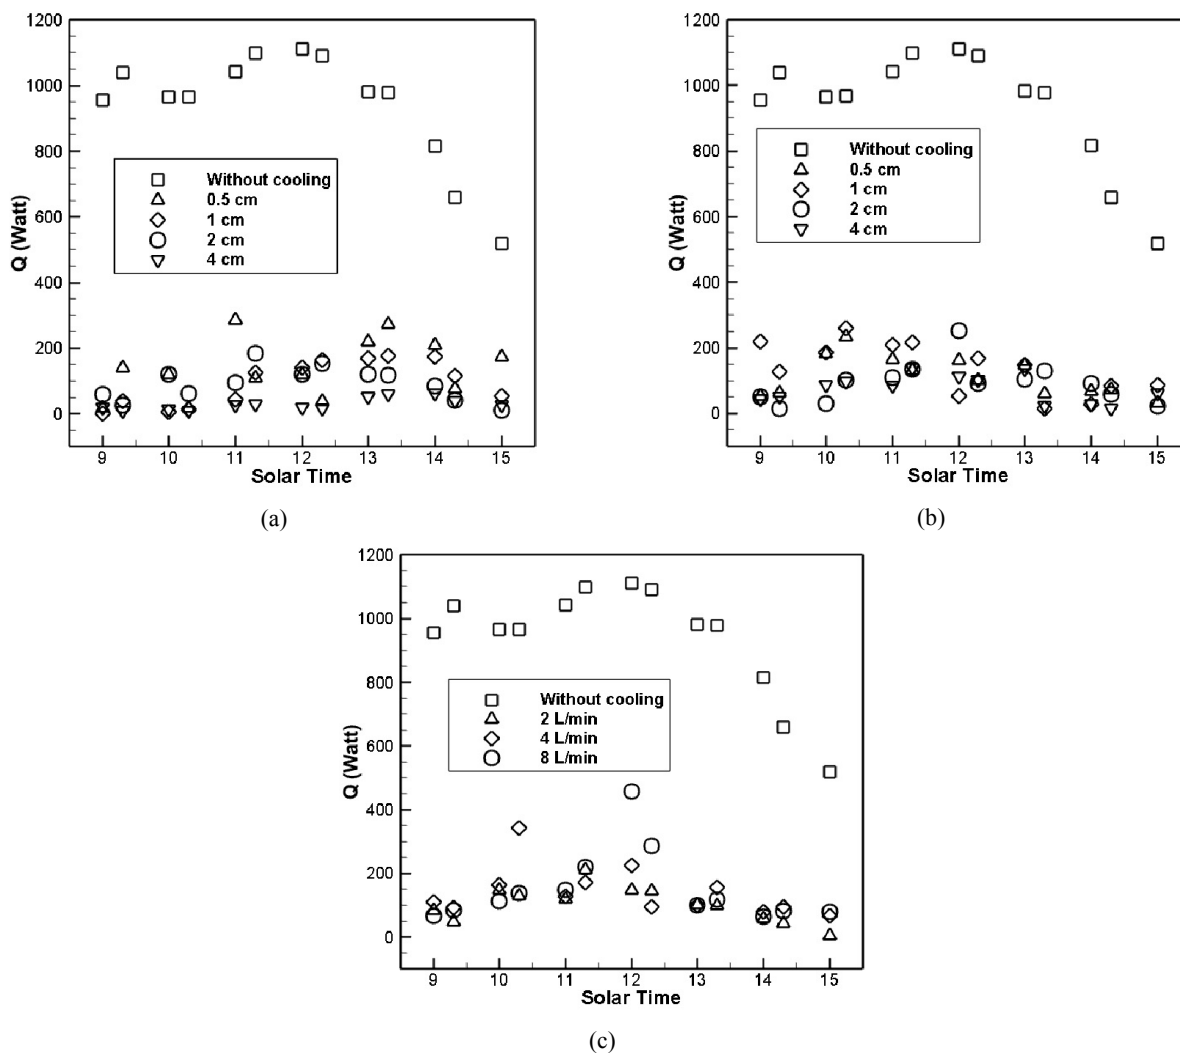 1200
1000
800
600
400
200
0
Q (Watt)
Without cooling
0.5 cm
1 cm
2 cm
4 cm
9 10 11 12 13 14 15
Solar Time
(a)
1200
1000
800
600
400
200
0
Q (Watt)
Without cooling
0.5 cm
1 cm
2 cm
4 cm
9 10 11 12 13 14 15
Solar Time
(b)
1200
1000
800
600
400
200
0
Q (Watt)
Without cooling
2 L/min
4 L/min
8 L/min
9 10 11 12 13 14 15
Solar Time
(c)